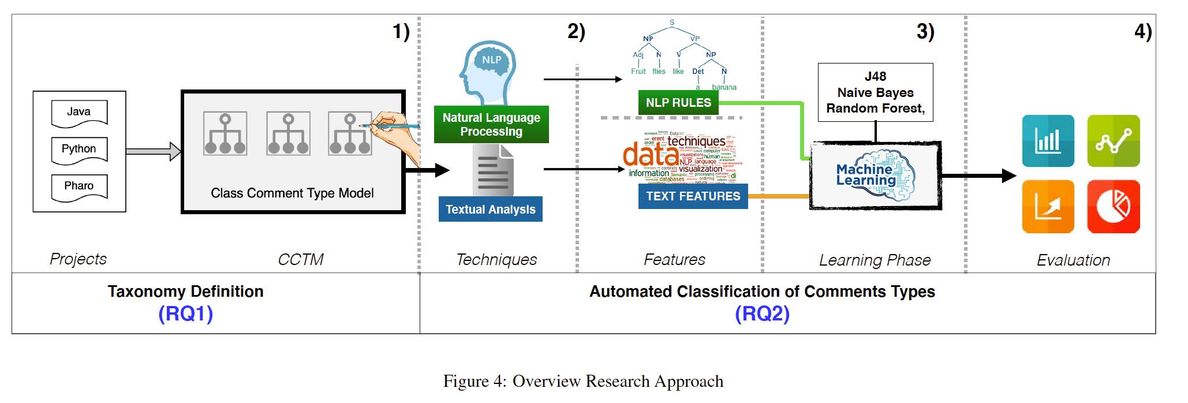 1)
2)
3)
4)
Java
Python
Pharo
Class Comment Type Model
NLP
Natural Language
Processing
Textual Analysis
S
NP VP
Adj N V NP
Fruit flies like Det N
a banana
NLP RULES
data
techniques
visualization
information
human
language
databases
NLP
TEXT FEATURES
J48
Naive Bayes
Random Forest,
Machine
Learning
Projects
CCTM
Techniques
Features
Learning Phase
Evaluation
Taxonomy Definition
(RQ1)
Automated Classification of Comments Types
(RQ2)
Figure 4: Overview Research Approach